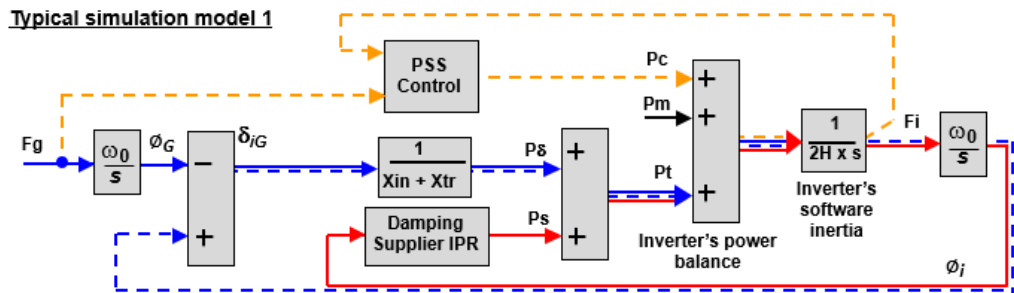 Typical simulation model 1
PSS
Control
Pc
+
Pm
+
Fg
ω0
s
ØG
−
δiG
1
Xin + Xtr
Pδ
+
Pt
+
1
2H x s
Fi
ω0
s
+
Damping
Supplier IPR
Ps
+
Inverter's power
balance
Inverter's
software
inertia
Øi